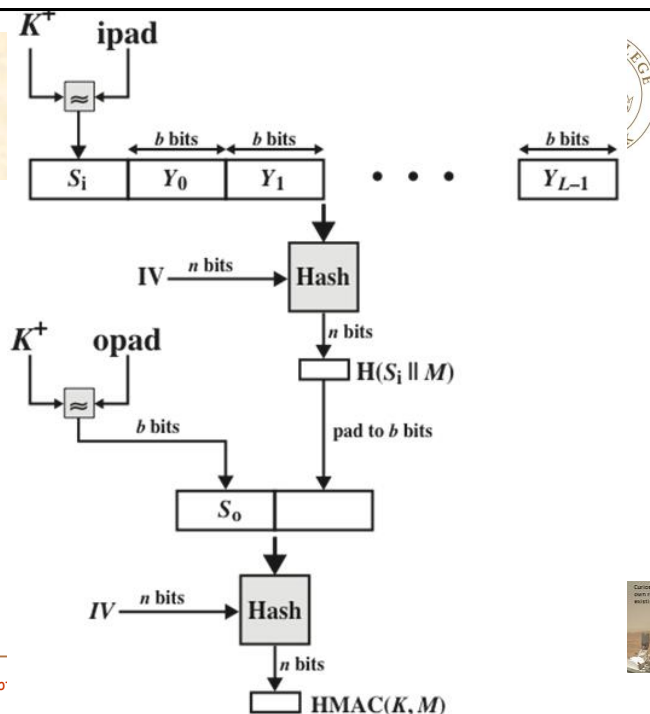 K+ ipad
≈
b bits b bits b bits
Si Y0 Y1 • • • YL–1
IV n bits Hash
n bits
H(Si || M)
K+ opad
≈
b bits pad to b bits
So
IV n bits Hash
n bits
HMAC(K, M)
EGE